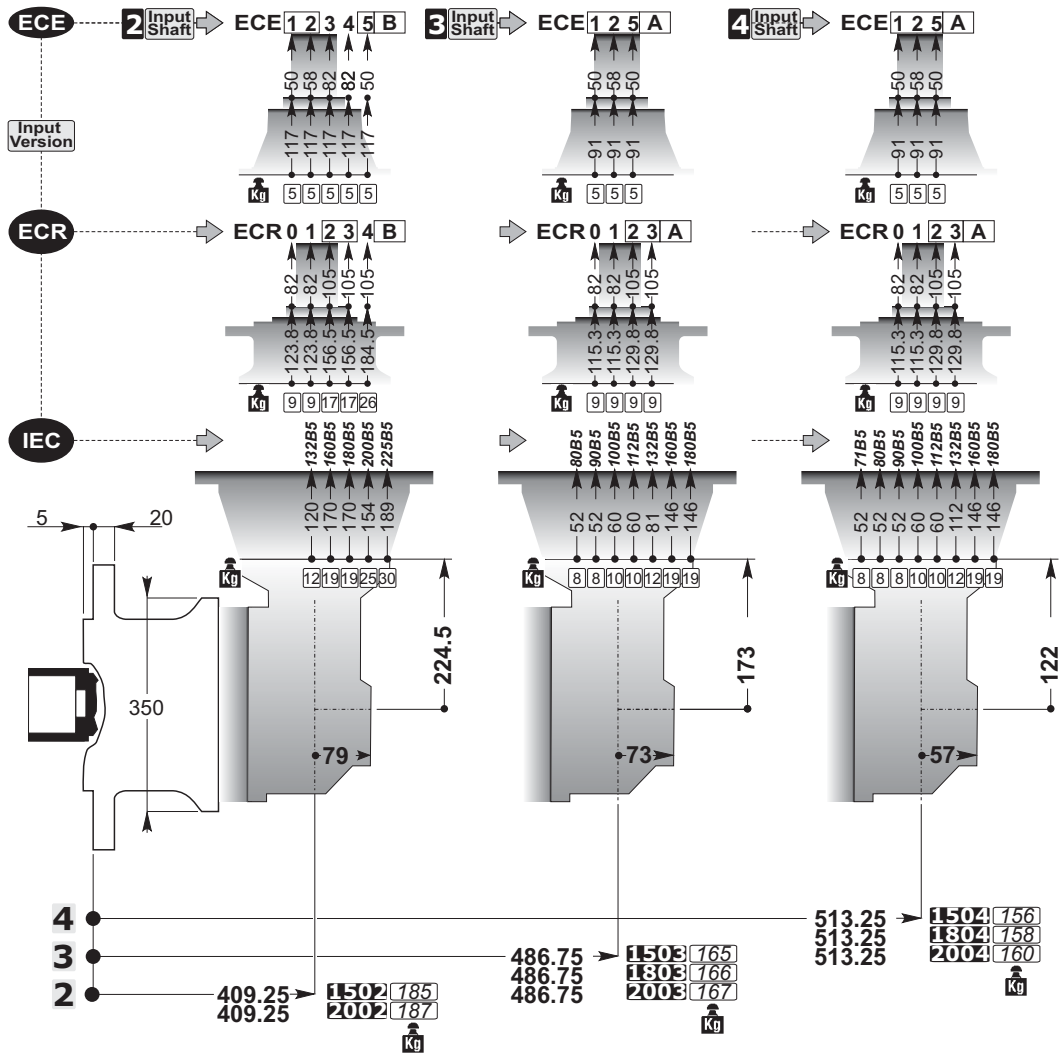 ECE 2 Input Shaft ECE 1 2 3 4 5 B 3 Input Shaft ECE 1 2 5 A 4 Input Shaft ECE 1 2 5 A
50 58 82 82 50 50 58 50 50 58 50
Input Version
117 117 117 117 117 91 91 91 91 91 91
Kg 5 5 5 5 5 Kg 5 5 5 Kg 5 5 5
ECR ECR 0 1 2 3 4 B ECR 0 1 2 3 A ECR 0 1 2 3 A
82 82 105 105 105 82 82 105 105 82 82 105 105
123.8 123.8 156.5 156.5 184.5 115.3 115.3 129.8 129.8 115.3 115.3 129.8 129.8
Kg 9 9 17 17 26 Kg 9 9 9 9 Kg 9 9 9 9
IEC 132B5 160B5 180B5 200B5 225B5 80B5 90B5 100B5 112B5 132B5 160B5 180B5 71B5 80B5 90B5 100B5 112B5 132B5 160B5 180B5
5 20 120 170 170 154 189 52 52 60 60 81 146 146 52 52 52 60 60 112 146 146
Kg 12 19 19 25 30 Kg 8 8 10 10 12 19 19 Kg 8 8 8 10 10 12 19 19
224.5 173 122
350
79 73 57
4 513.25 1504 156
513.25 1804 158
513.25 2004 160
Kg
3 486.75 1503 165
486.75 1803 166
486.75 2003 167
Kg
2 409.25 1502 185
409.25 2002 187
Kg